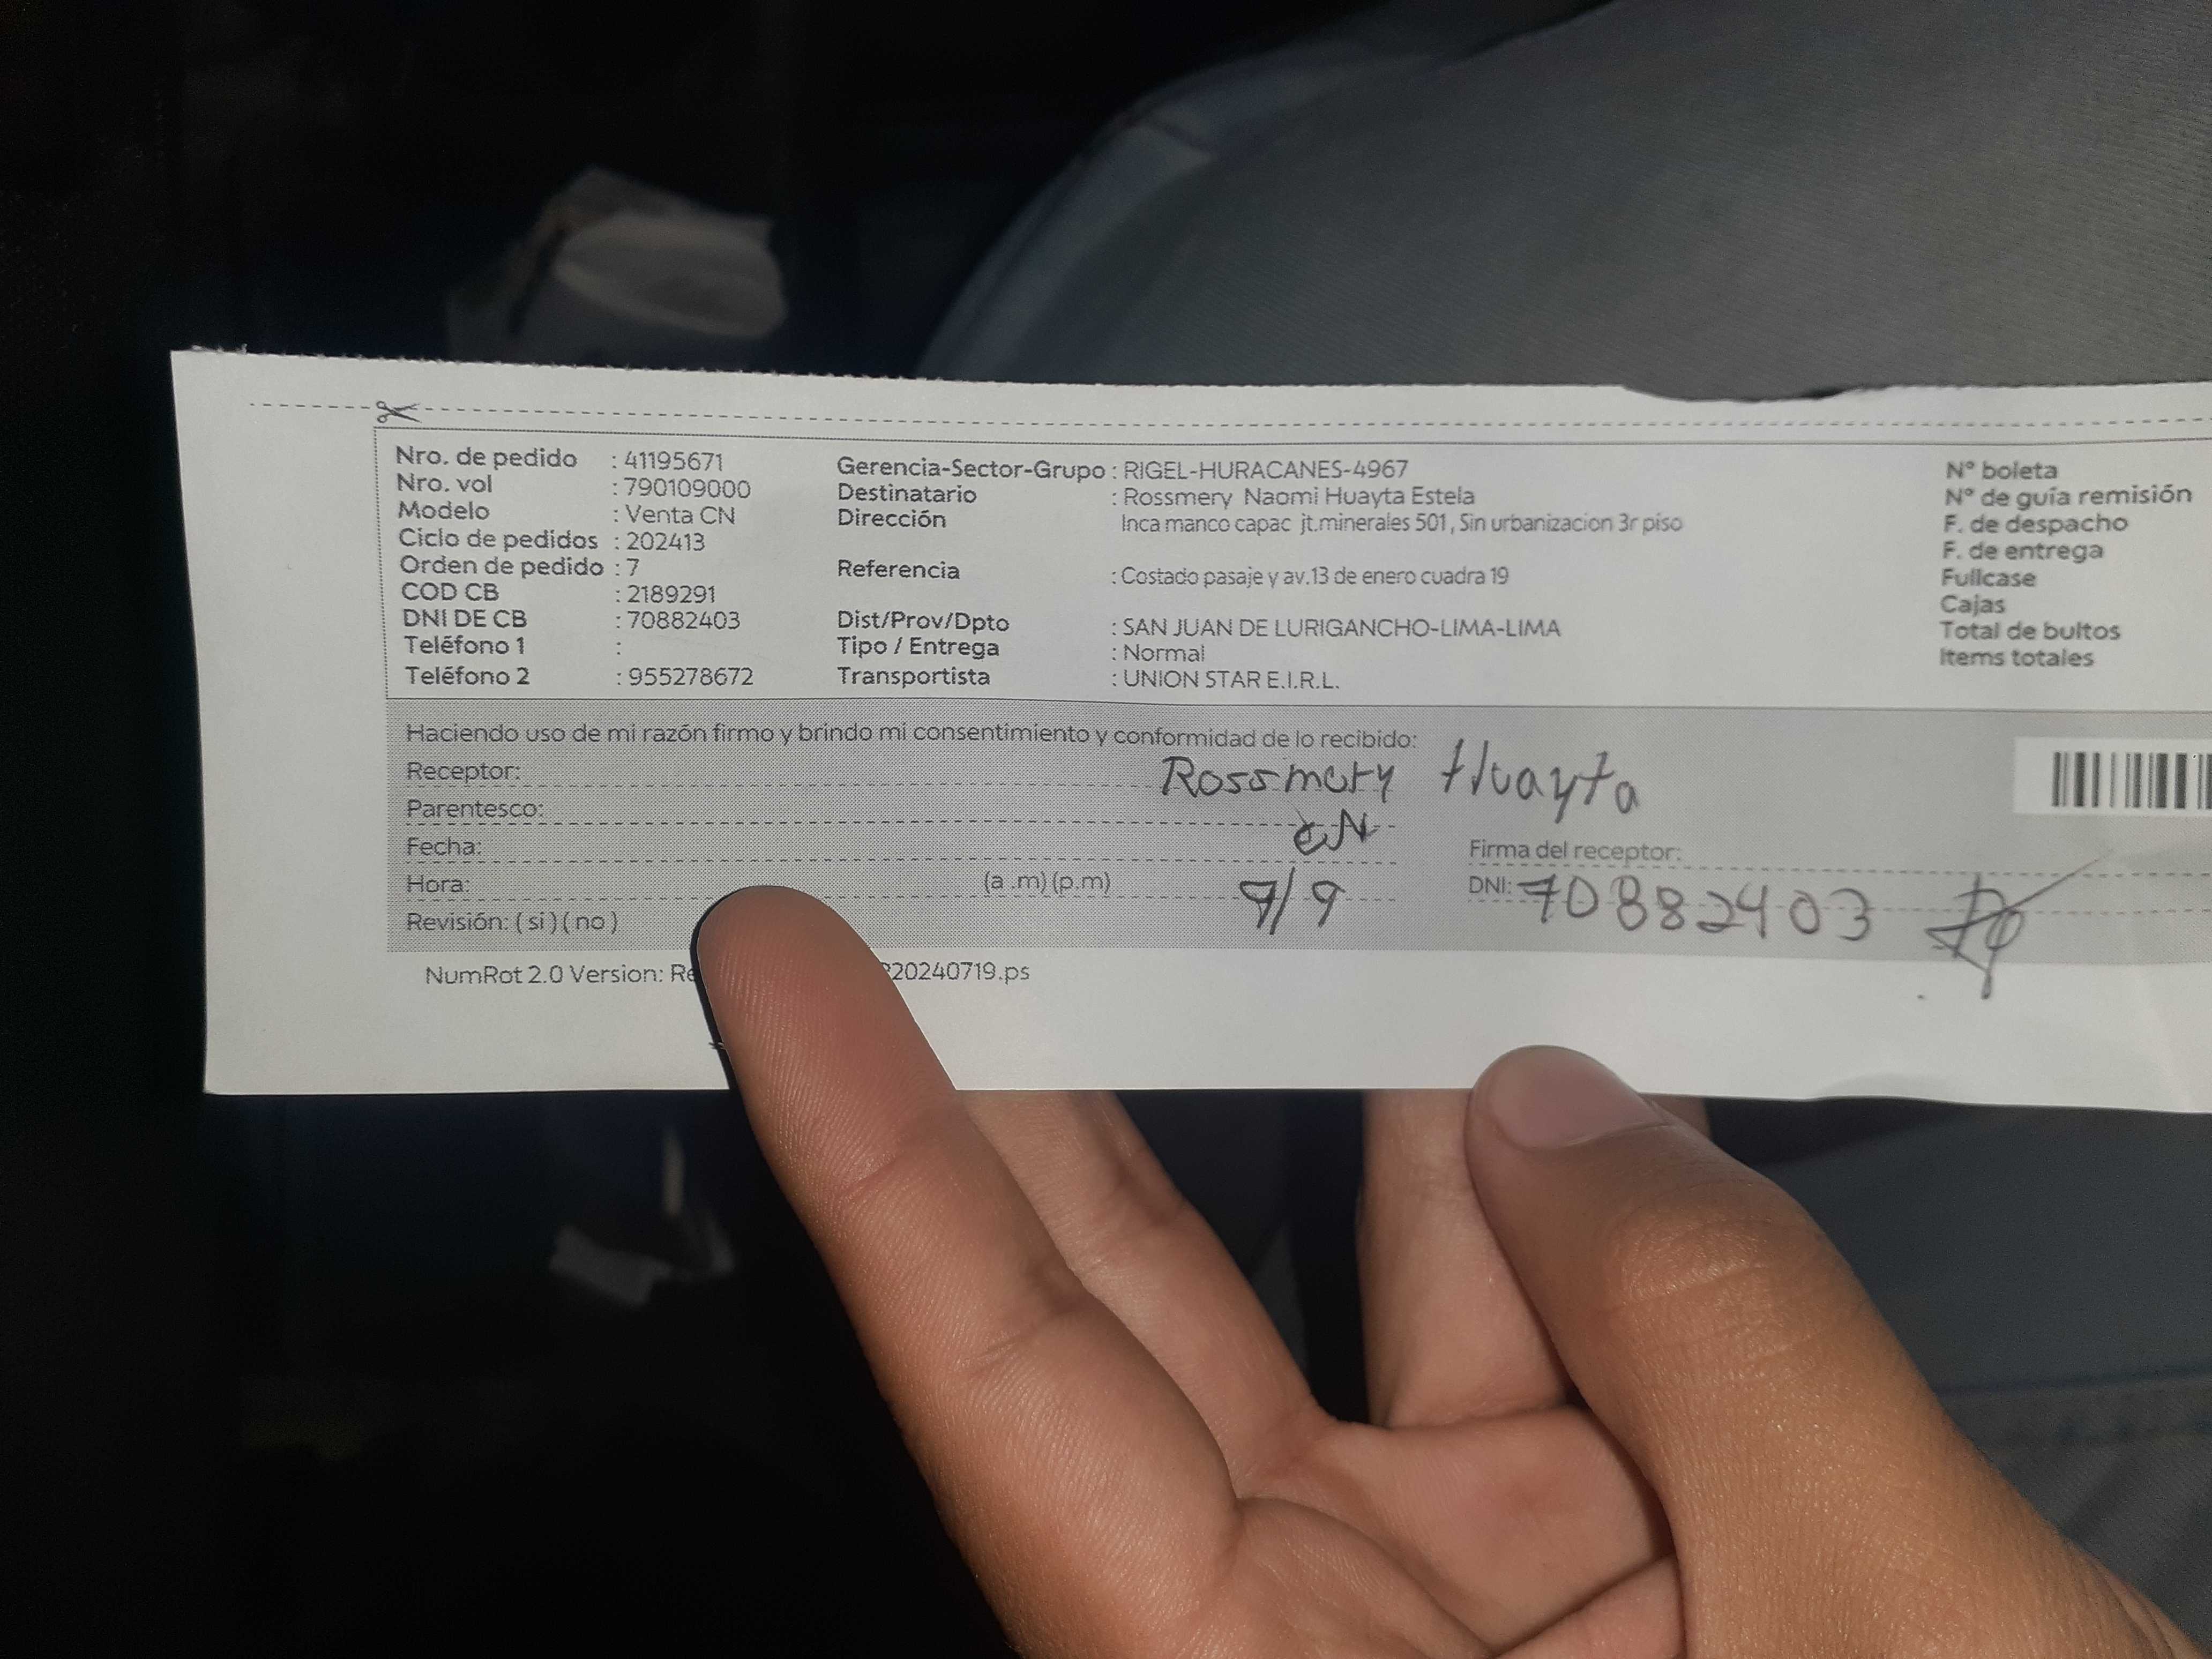 Nro. de pedido : 41195671
Nro. vol : 790109000
Modelo : Venta CN
Ciclo de pedidos : 202413
Orden de pedido : 7
COD CB : 2189291
DNI DE CB : 70882403
Teléfono 1 :
Teléfono 2 : 955278672
Gerencia-Sector-Grupo : RIGEL-HURACANES-4967
Destinatario : Rossmery Naomi Huayta Estela
Dirección Inca manco capac jt.minerales 501, Sin urbanizacion 3r piso
Referencia : Costado pasaje y av.13 de enero cuadra 19
Dist/Prov/Dpto : SAN JUAN DE LURIGANCHO-LIMA-LIMA
Tipo / Entrega : Normal
Transportista : UNION STAR E.I.R.L.
N° boleta
N° de guía remisión
F. de despacho
F. de entrega
Fullcase
Cajas
Total de bultos
Items totales
Haciendo uso de mi razón firmo y brindo mi consentimiento y conformidad de lo recibido:
Receptor: Rossmery Huayta
Parentesco: CN
Fecha:
Hora: (a .m) (p.m) 9/9
Revisión: ( si ) ( no )
Firma del receptor:
DNI: 70882403
NumRot 2.0 Version: 20240719.ps